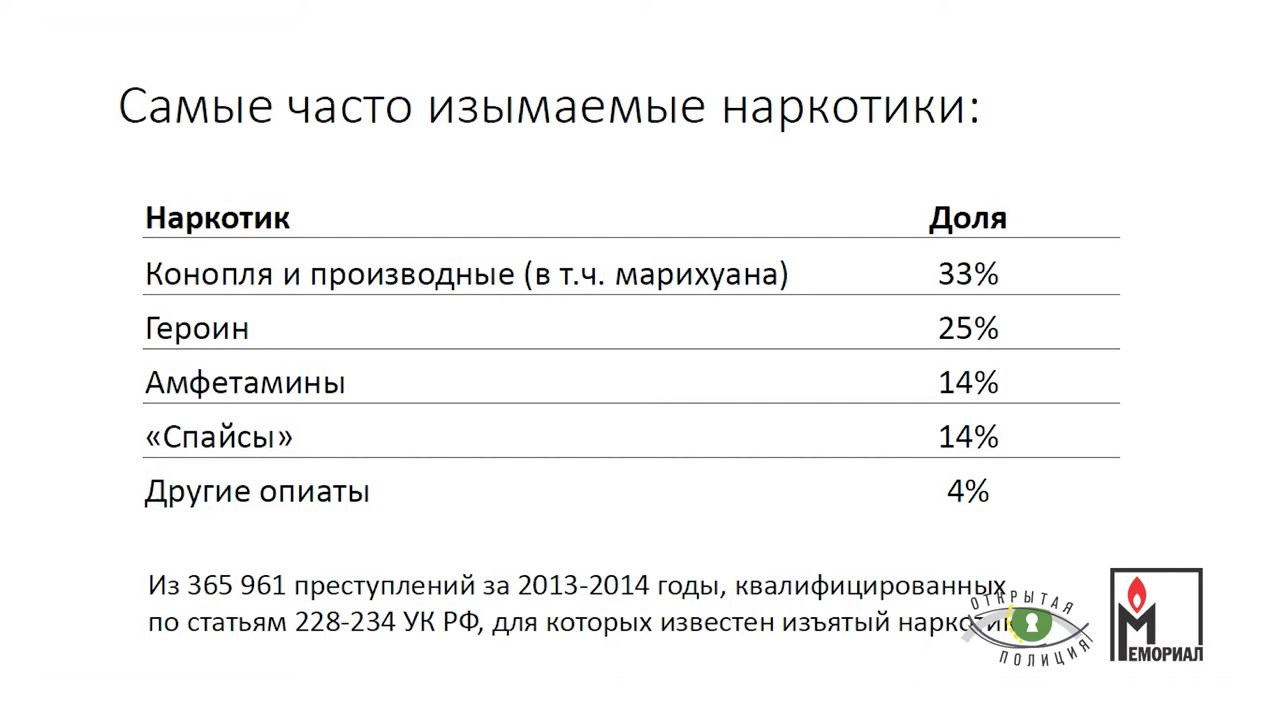 Самые часто изымаемые наркотики:
Наркотик Доля
Конопля и производные (в т.ч. марихуана) 33%
Героин 25%
Амфетамины 14%
«Спайсы» 14%
Другие опиаты 4%
Из 365 961 преступлений за 2013-2014 годы, квалифицированных
по статьям 228-234 УК РФ, для которых известен изъятый наркотик
ОТКРЫТАЯ
ПОЛИЦИЯ
МЕМОРИАЛ